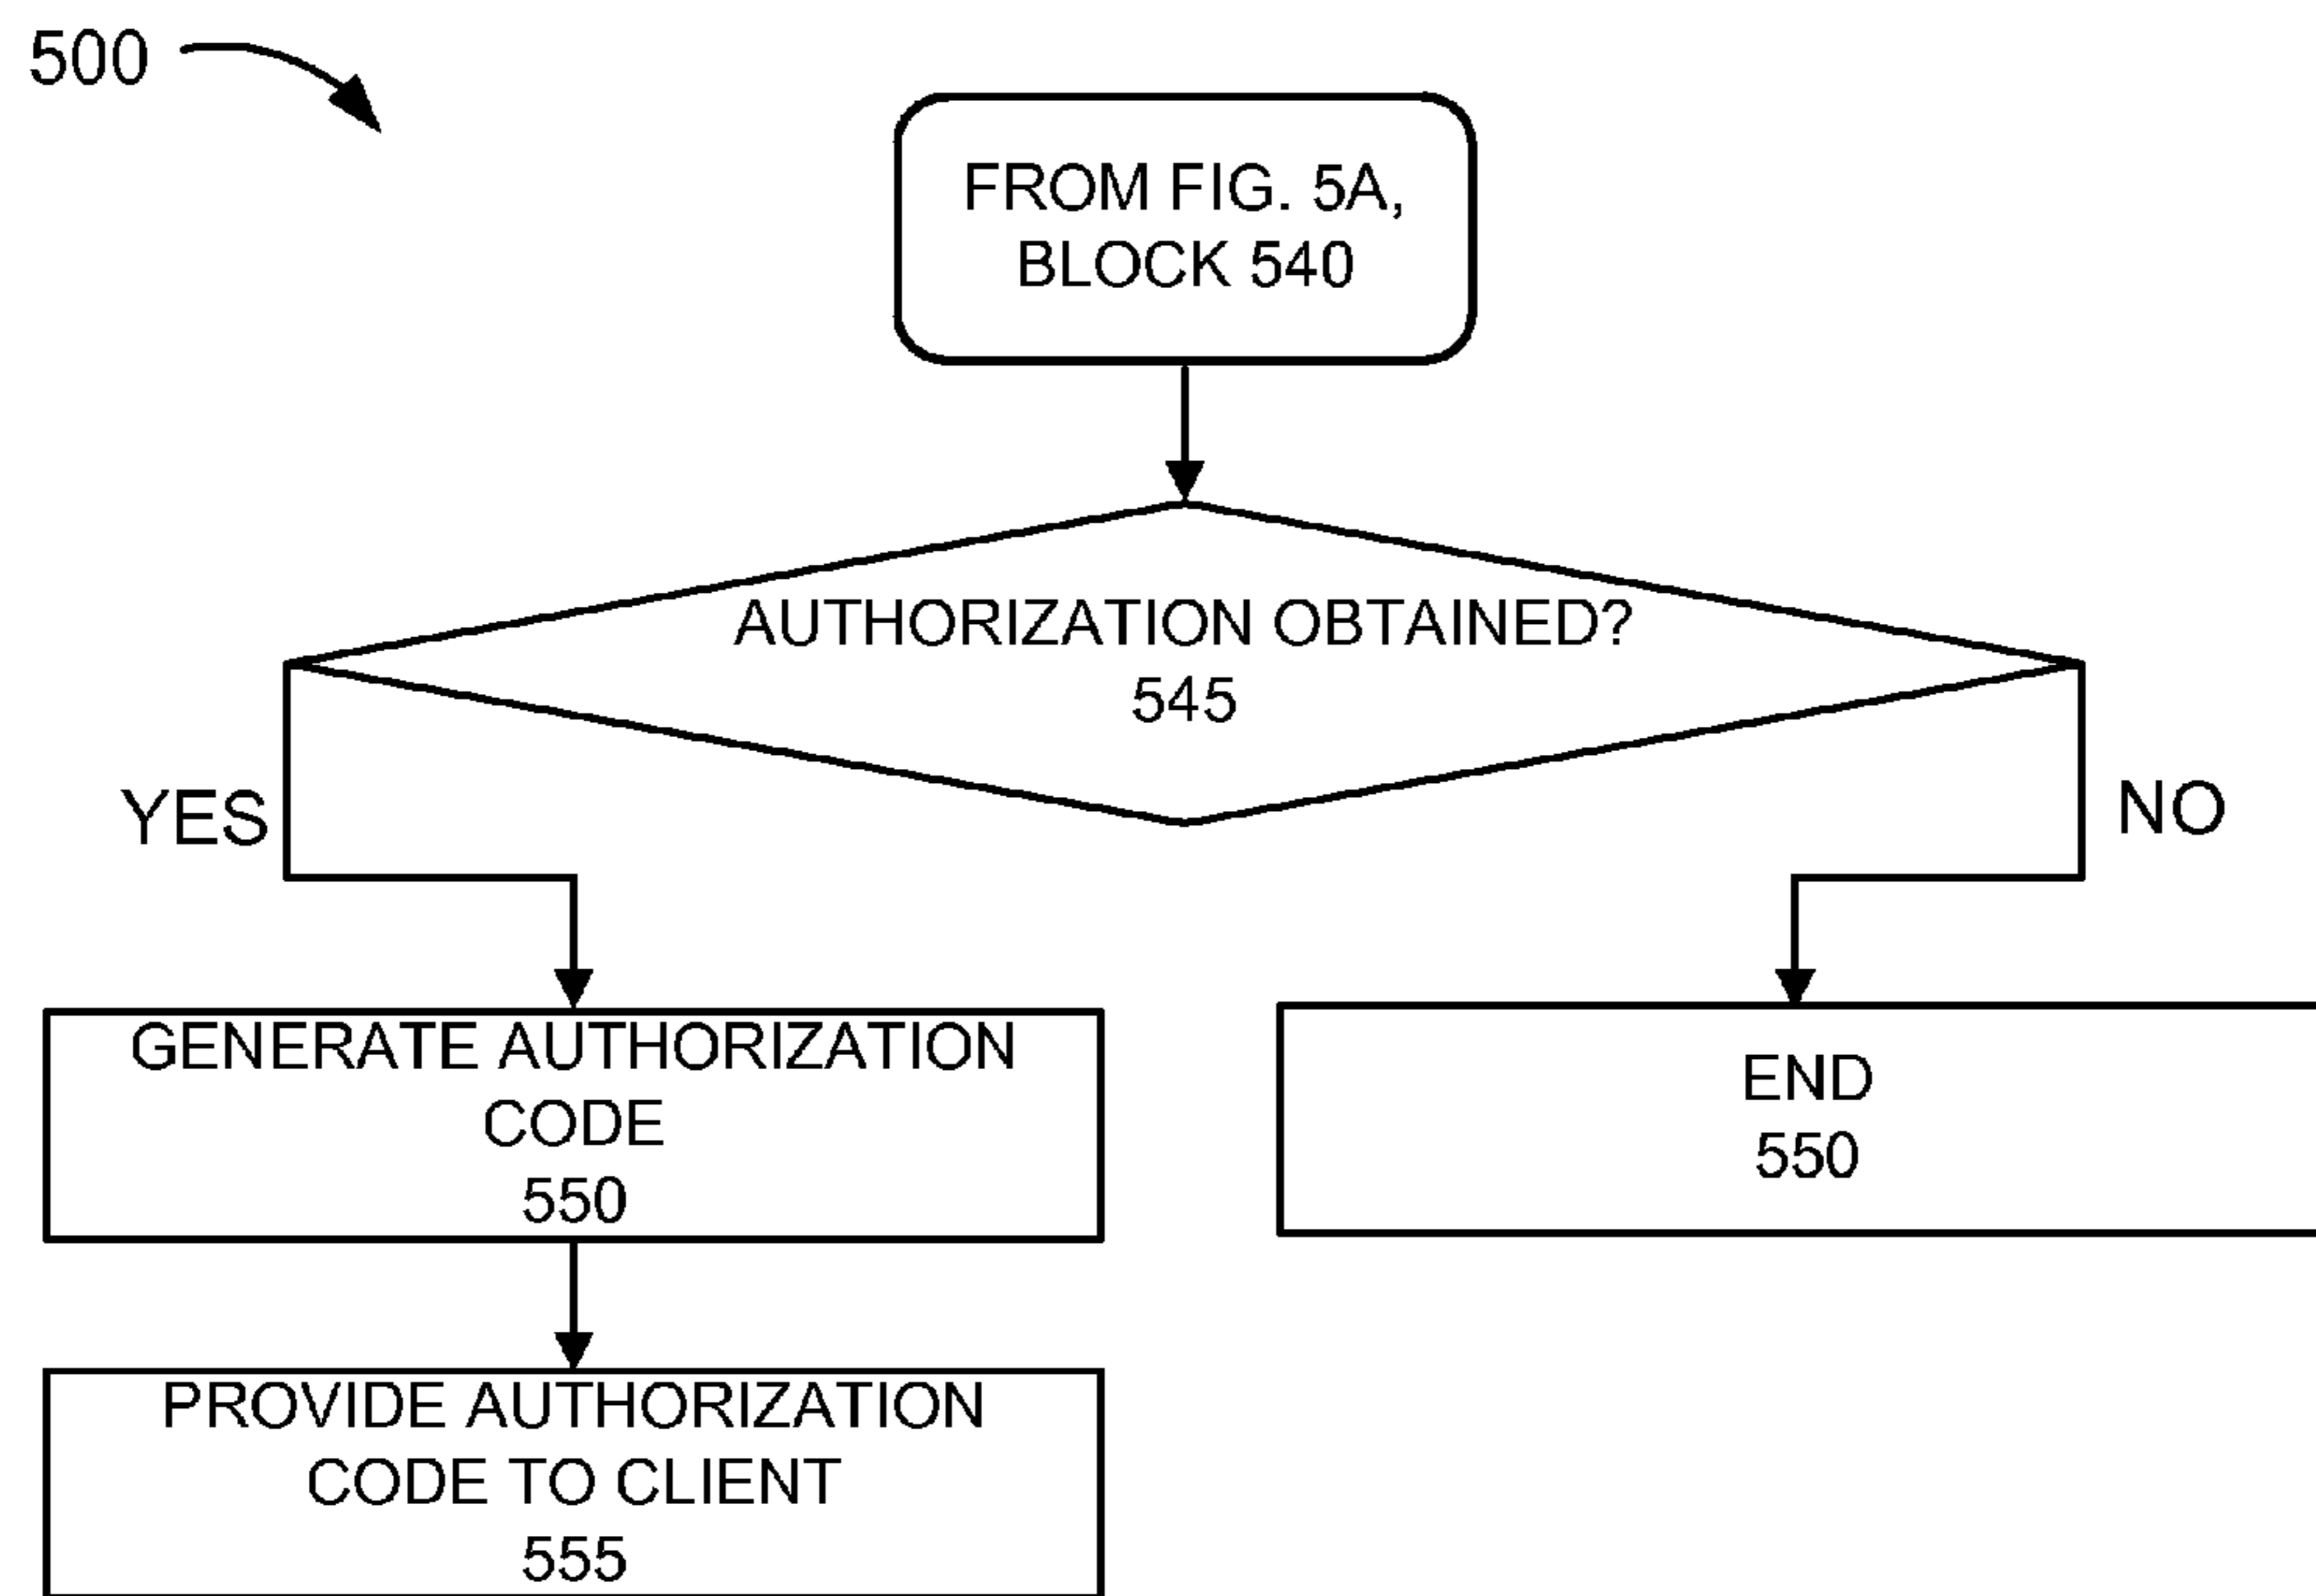 500
FROM FIG. 5A,
BLOCK 540
AUTHORIZATION OBTAINED?
545
YES
NO
GENERATE AUTHORIZATION
CODE
550
END
550
PROVIDE AUTHORIZATION
CODE TO CLIENT
555